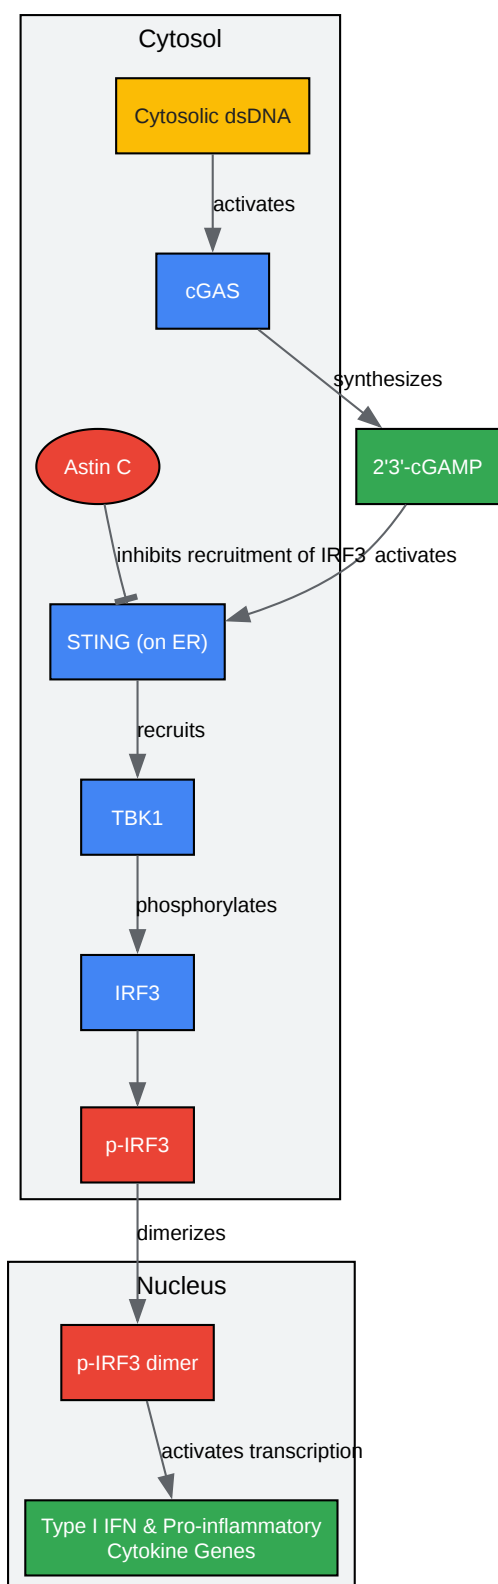 Cytosol
Cytosolic dsDNA
activates
cGAS
synthesizes
Astin C
2'3'-cGAMP
inhibits recruitment of IRF3
activates
STING (on ER)
recruits
TBK1
phosphorylates
IRF3
p-IRF3
dimerizes
Nucleus
p-IRF3 dimer
activates transcription
Type I IFN & Pro-inflammatory
Cytokine Genes